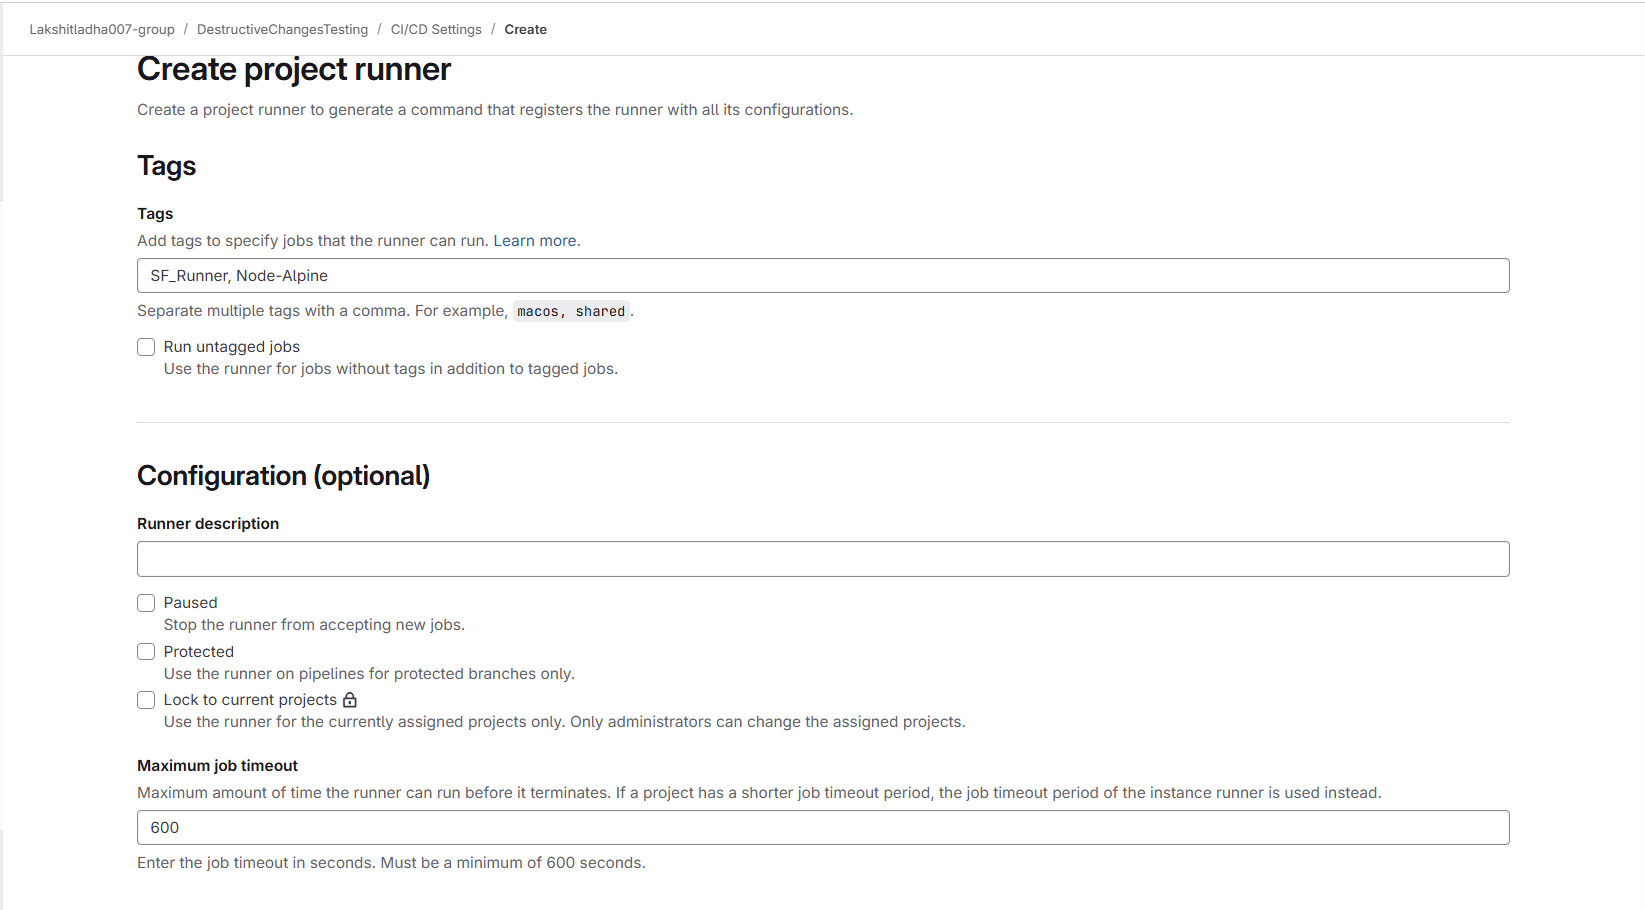 Lakshitladha007-group / DestructiveChangesTesting / CI/CD Settings / Create
Create project runner
Create a project runner to generate a command that registers the runner with all its configurations.
Tags
Tags
Add tags to specify jobs that the runner can run. Learn more.
SF_Runner, Node-Alpine
Separate multiple tags with a comma. For example, macos, shared.
Run untagged jobs
Use the runner for jobs without tags in addition to tagged jobs.
Configuration (optional)
Runner description
Paused
Stop the runner from accepting new jobs.
Protected
Use the runner on pipelines for protected branches only.
Lock to current projects
Use the runner for the currently assigned projects only. Only administrators can change the assigned projects.
Maximum job timeout
Maximum amount of time the runner can run before it terminates. If a project has a shorter job timeout period, the job timeout period of the instance runner is used instead.
600
Enter the job timeout in seconds. Must be a minimum of 600 seconds.